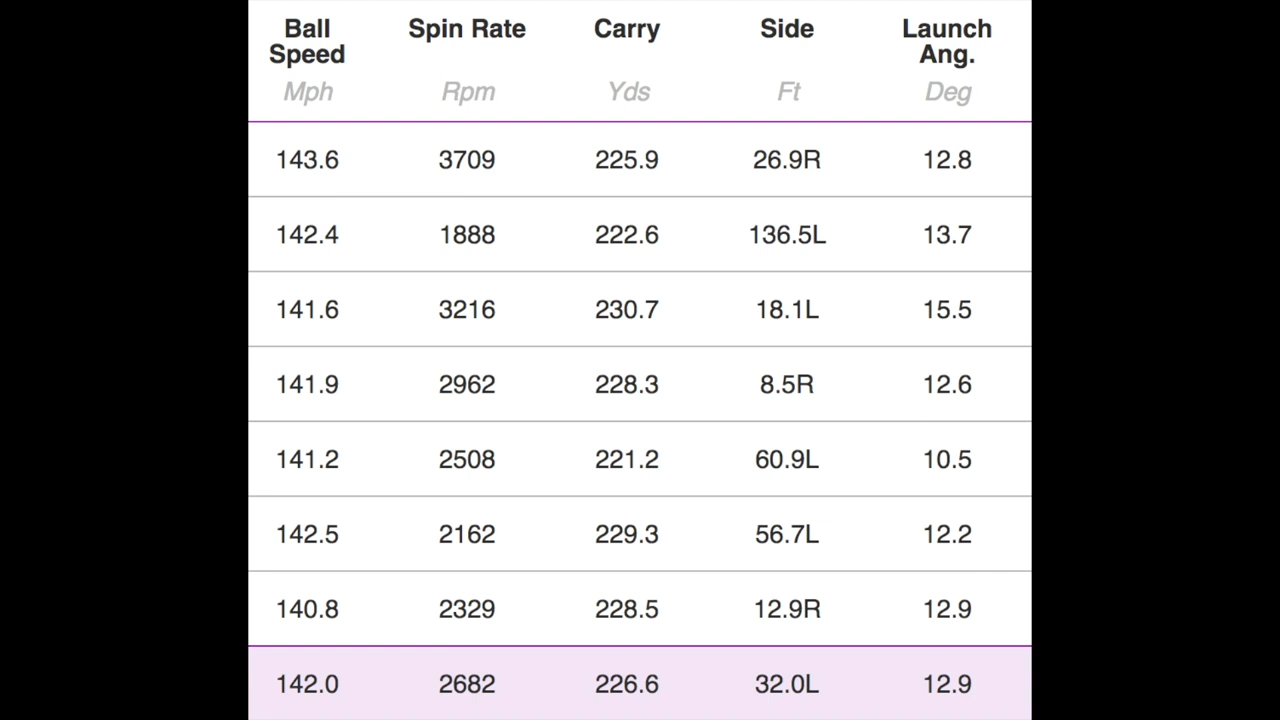 Ball Speed Spin Rate Carry Side Launch Ang.
Mph Rpm Yds Ft Deg
143.6 3709 225.9 26.9R 12.8
142.4 1888 222.6 136.5L 13.7
141.6 3216 230.7 18.1L 15.5
141.9 2962 228.3 8.5R 12.6
141.2 2508 221.2 60.9L 10.5
142.5 2162 229.3 56.7L 12.2
140.8 2329 228.5 12.9R 12.9
142.0 2682 226.6 32.0L 12.9